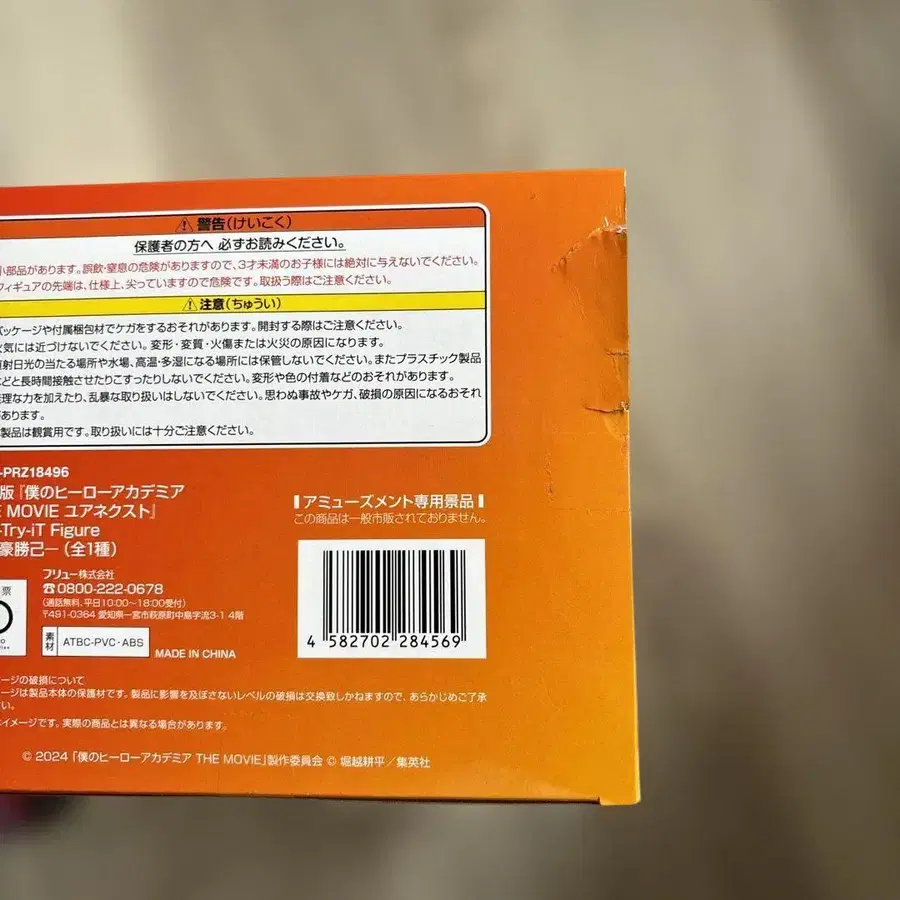 ⚠警告(けいこく)
保護者の方へ 必ずお読みください。
小部品があります。誤飲・窒息の危険がありますので、3才未満のお子様には絶対に与えないでください。
フィギュアの先端は、仕様上、尖っていますので危険です。取扱う際はご注意ください。
⚠注意(ちゅうい)
パッケージや付属梱包材でケガをするおそれがあります。開封する際はご注意ください。
火気には近づけないでください。変形・変質・火傷または火災の原因になります。
直射日光の当たる場所や水場、高温・多湿になる場所には保管しないでください。またプラスチック製品
などと長時間接触させたりこすったりしないでください。変形や色の付着などのおそれがあります。
無理な力を加えたり、乱暴な取り扱いはしないでください。思わぬ事故やケガ、破損の原因になるおそれ
があります。
本製品は観賞用です。取り扱いには十分ご注意ください。
-PRZ18496
版『僕のヒーローアカデミア
E MOVIE ユアネクスト』
-Try-iT Figure
豪勝己ー(全1種)
アミューズメント専用景品
この商品は一般市販されておりません。
票
フリュー株式会社
☎0800-222-0678
(通話無料、平日10:00〜18:00受付)
〒491-0364 愛知県一宮市萩原町中島字流3-1 4階
素材 ATBC-PVC・ABS
MADE IN CHINA
4 582702 284569
ージの破損について
ージは製品本体の保護材です。製品に影響を及ぼさないレベルの破損は交換致しかねますので、あらかじめご了承
さい。
はイメージです。実際の商品とは異なる場合があります。
© 2024「僕のヒーローアカデミア THE MOVIE」製作委員会 © 堀越耕平/集英社